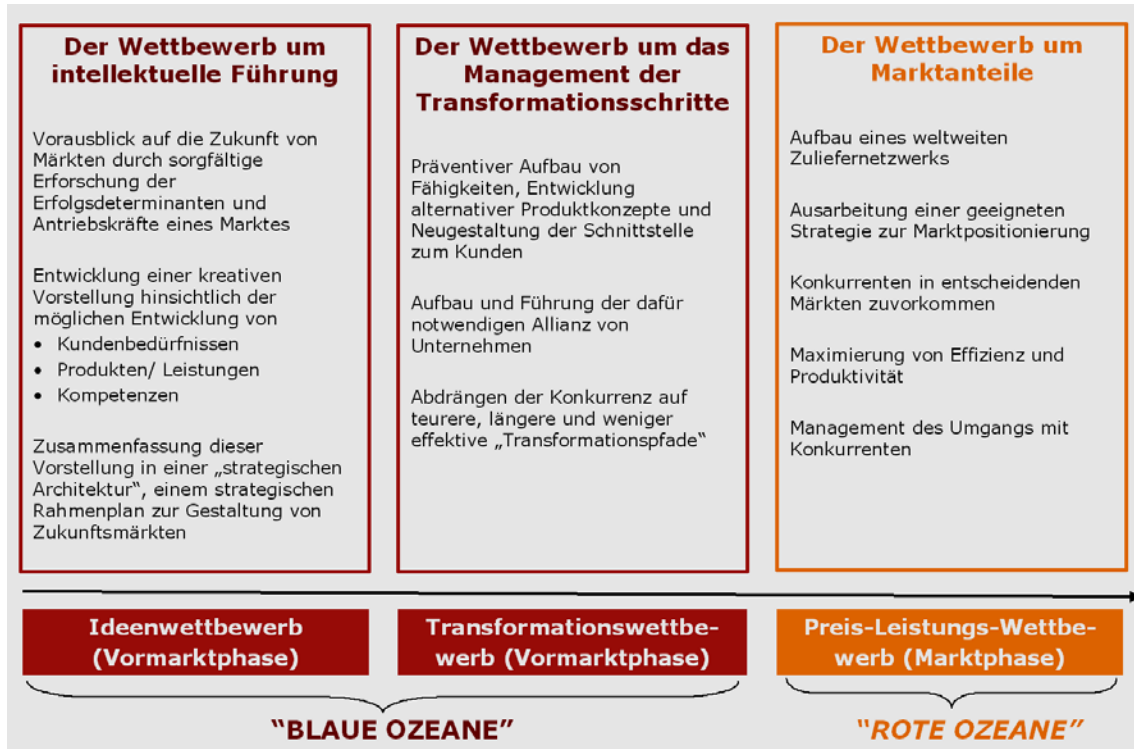 Der Wettbewerb um
intellektuelle Führung
Vorausblick auf die Zukunft von
Märkten durch sorgfältige
Erforschung der
Erfolgsdeterminanten und
Antriebskräfte eines Marktes
Entwicklung einer kreativen
Vorstellung hinsichtlich der
möglichen Entwicklung von
• Kundenbedürfnissen
• Produkten/ Leistungen
• Kompetenzen
Zusammenfassung dieser
Vorstellung in einer „strategischen
Architektur“, einem strategischen
Rahmenplan zur Gestaltung von
Zukunftsmärkten
Der Wettbewerb um das
Management der
Transformationsschritte
Präventiver Aufbau von
Fähigkeiten, Entwicklung
alternativer Produktkonzepte und
Neugestaltung der Schnittstelle
zum Kunden
Aufbau und Führung der dafür
notwendigen Allianz von
Unternehmen
Abdrängen der Konkurrenz auf
teurere, längere und weniger
effektive „Transformationspfade“
Der Wettbewerb um
Marktanteile
Aufbau eines weltweiten
Zuliefernetzwerks
Ausarbeitung einer geeigneten
Strategie zur Marktpositionierung
Konkurrenten in entscheidenden
Märkten zuvorkommen
Maximierung von Effizienz und
Produktivität
Management des Umgangs mit
Konkurrenten
Ideenwettbewerb
(Vormarktphase)
Transformationswettbe-
werb (Vormarktphase)
Preis-Leistungs-Wettbe-
werb (Marktphase)
“BLAUE OZEANE”
“ROTE OZEANE”